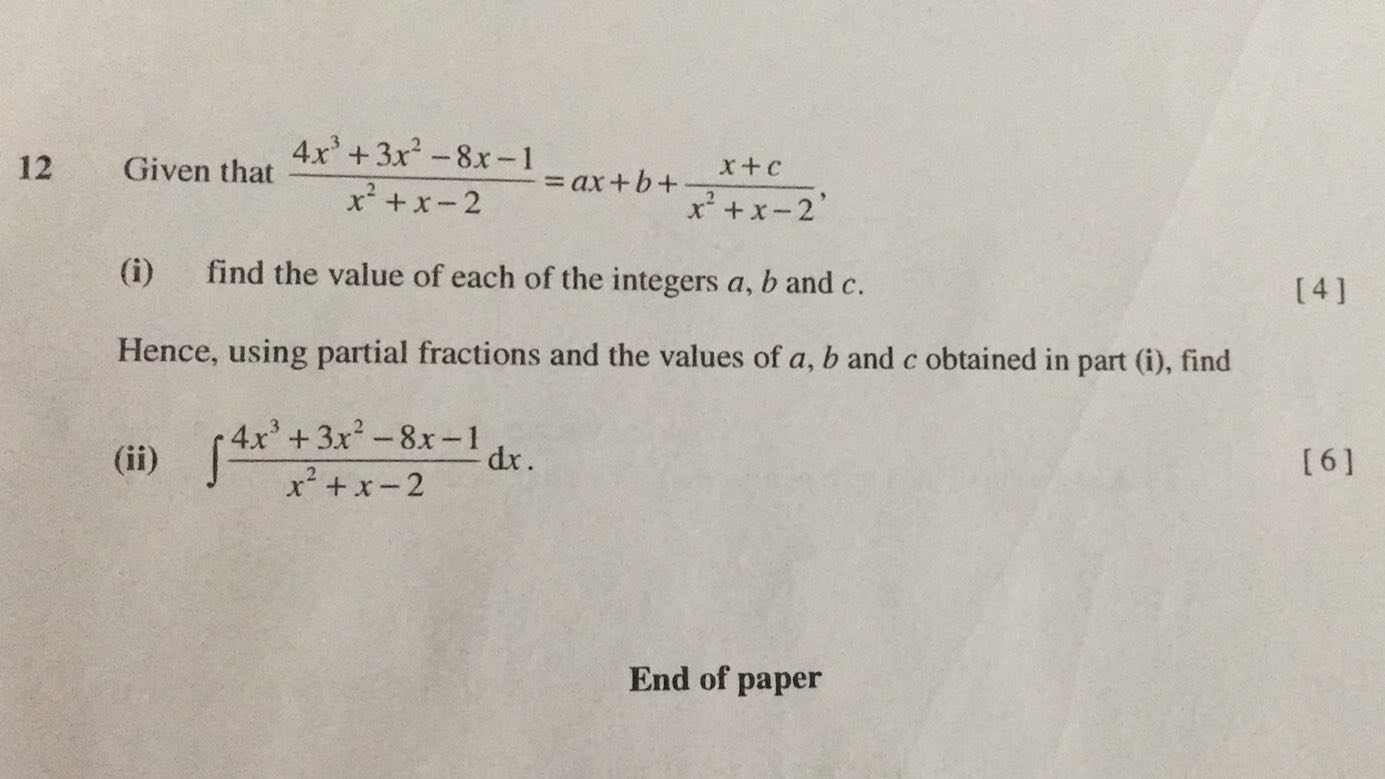 12 Given that \frac{4x^3+3x^2-8x-1}{x^2+x-2} = ax+b+\frac{x+c}{x^2+x-2},
(i) find the value of each of the integers a, b and c. [4]
Hence, using partial fractions and the values of a, b and c obtained in part (i), find
(ii) \int \frac{4x^3+3x^2-8x-1}{x^2+x-2} dx. [6]
End of paper